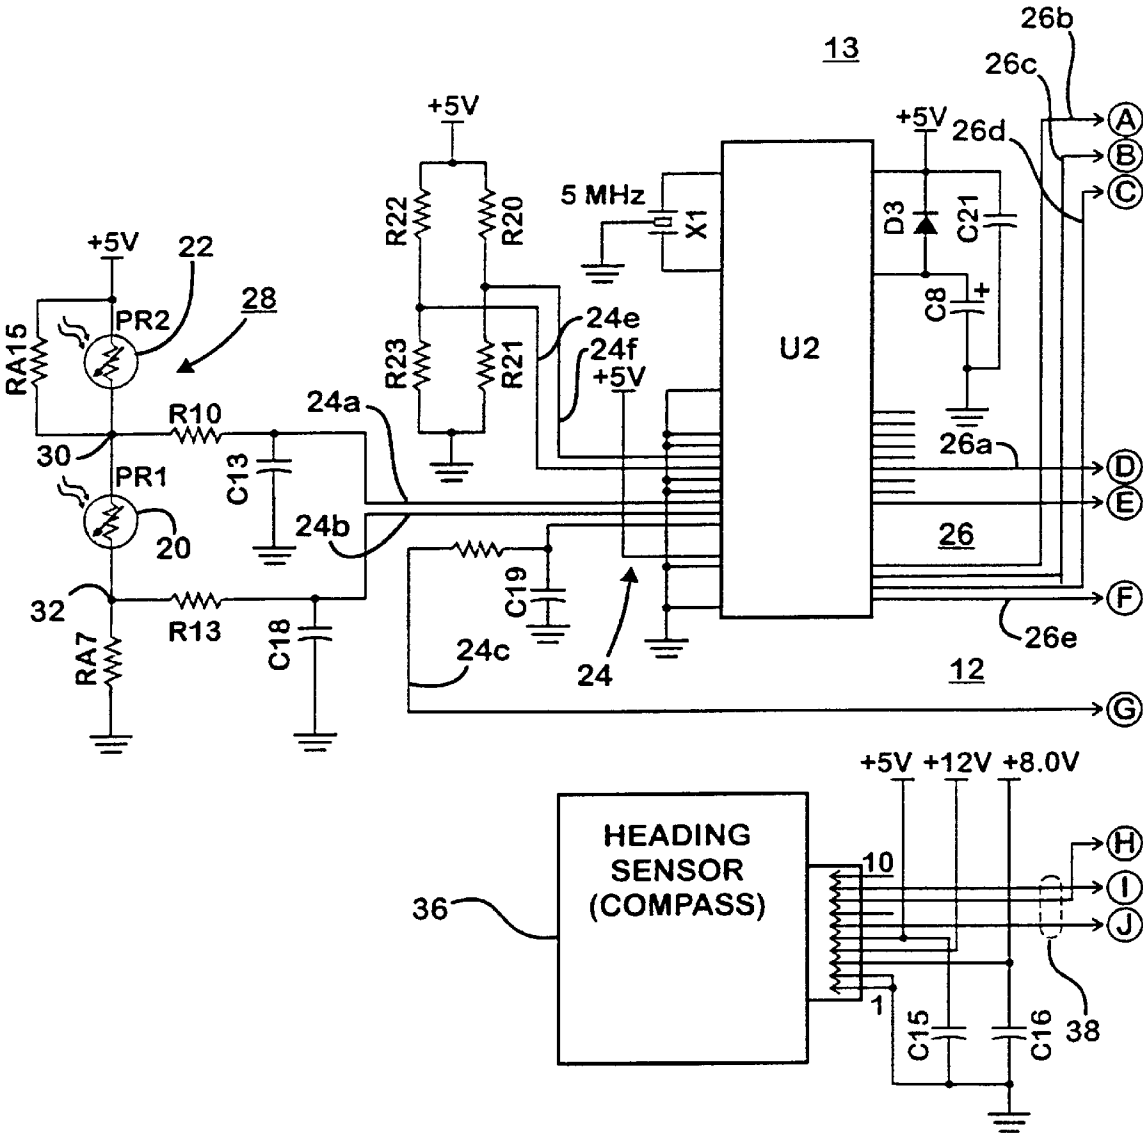 13
26b
26c
26d
A
B
C
+5V
+5V
5 MHz
X1
R22
R20
R23
R21
D3
C21
C8
+
U2
+5V
22
28
PR2
RA15
24e
24f
+5V
24a
R10
30
C13
PR1
20
24b
26a
D
E
26
32
R13
C18
RA7
C19
24
24c
26e
F
12
G
+5V +12V +8.0V
HEADING
SENSOR
(COMPASS)
36
10
1
H
I
J
38
C15
C16